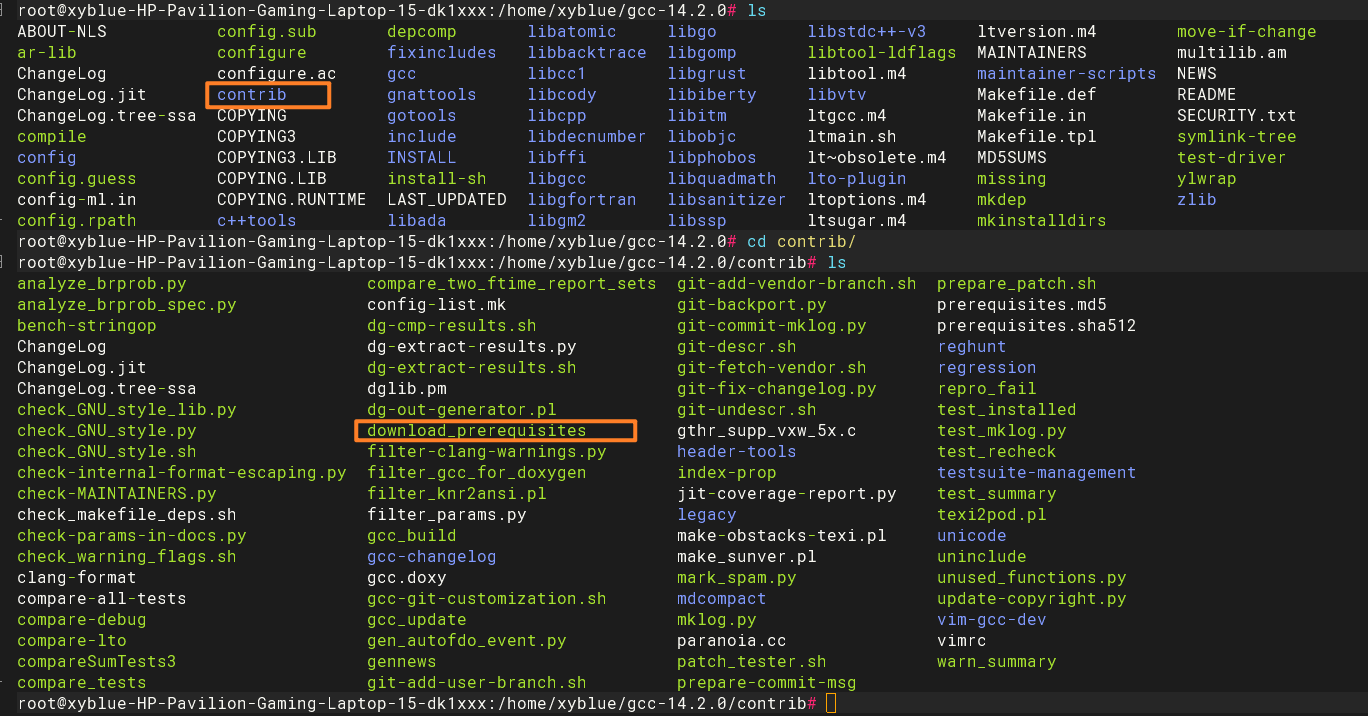 root@xyblue-HP-Pavilion-Gaming-Laptop-15-dk1xxx:/home/xyblue/gcc-14.2.0# ls
ABOUT-NLS config.sub depcomp libatomic libgo libstdc++-v3 ltversion.m4 move-if-change
ar-lib configure fixincludes libbacktrace libgomp libtool-ldflags MAINTAINERS multilib.am
ChangeLog configure.ac gcc libcc1 libgrust libtool.m4 maintainer-scripts NEWS
ChangeLog.jit contrib gnattools libcody libiberty libvtv Makefile.def README
ChangeLog.tree-ssa COPYING gotools libcpp libitm ltgcc.m4 Makefile.in SECURITY.txt
compile COPYING3 include libdecnumber libobjc ltmain.sh Makefile.tpl symlink-tree
config COPYING3.LIB INSTALL libffi libphobos lt~obsolete.m4 MD5SUMS test-driver
config.guess COPYING.LIB install-sh libgcc libquadmath lto-plugin missing ylwrap
config-ml.in COPYING.RUNTIME LAST_UPDATED libgfortran libsanitizer ltoptions.m4 mkdep zlib
config.rpath c++tools libada libgm2 libssp ltsugar.m4 mkinstalldirs
root@xyblue-HP-Pavilion-Gaming-Laptop-15-dk1xxx:/home/xyblue/gcc-14.2.0# cd contrib/
root@xyblue-HP-Pavilion-Gaming-Laptop-15-dk1xxx:/home/xyblue/gcc-14.2.0/contrib# ls
analyze_brprob.py compare_two_ftime_report_sets git-add-vendor-branch.sh prepare_patch.sh
analyze_brprob_spec.py config-list.mk git-backport.py prerequisites.md5
bench-stringop dg-cmp-results.sh git-commit-mklog.py prerequisites.sha512
ChangeLog dg-extract-results.py git-descr.sh reghunt
ChangeLog.jit dg-extract-results.sh git-fetch-vendor.sh regression
ChangeLog.tree-ssa dglib.pm git-fix-changelog.py repro_fail
check_GNU_style_lib.py dg-out-generator.pl git-undescr.sh test_installed
check_GNU_style.py download_prerequisites gthr_supp_vxw_5x.c test_mklog.py
check_GNU_style.sh filter-clang-warnings.py header-tools test_recheck
check-internal-format-escaping.py filter_gcc_for_doxygen index-prop testsuite-management
check-MAINTAINERS.py filter_knr2ansi.pl jit-coverage-report.py test_summary
check_makefile_deps.sh filter_params.py legacy texi2pod.pl
check-params-in-docs.py gcc_build make-obstacks-texi.pl unicode
check_warning_flags.sh gcc-changelog make_sunver.pl uninclude
clang-format gcc.doxy mark_spam.py unused_functions.py
compare-all-tests gcc-git-customization.sh mdcompact update-copyright.py
compare-debug gcc_update mklog.py vim-gcc-dev
compare-lto gen_autofdo_event.py paranoia.cc vimrc
compareSumTests3 gennews patch_tester.sh warn_summary
compare_tests git-add-user-branch.sh prepare-commit-msg
root@xyblue-HP-Pavilion-Gaming-Laptop-15-dk1xxx:/home/xyblue/gcc-14.2.0/contrib#